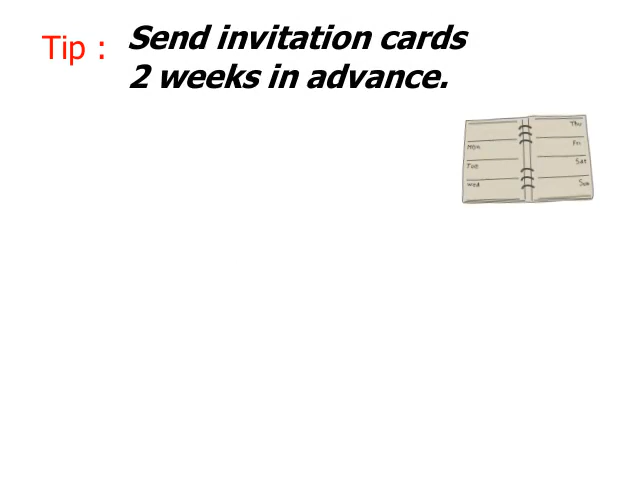 Tip :
Send invitation cards
2 weeks in advance.
Mon
Tue
Wed
Thu
Fri
Sat
Sun